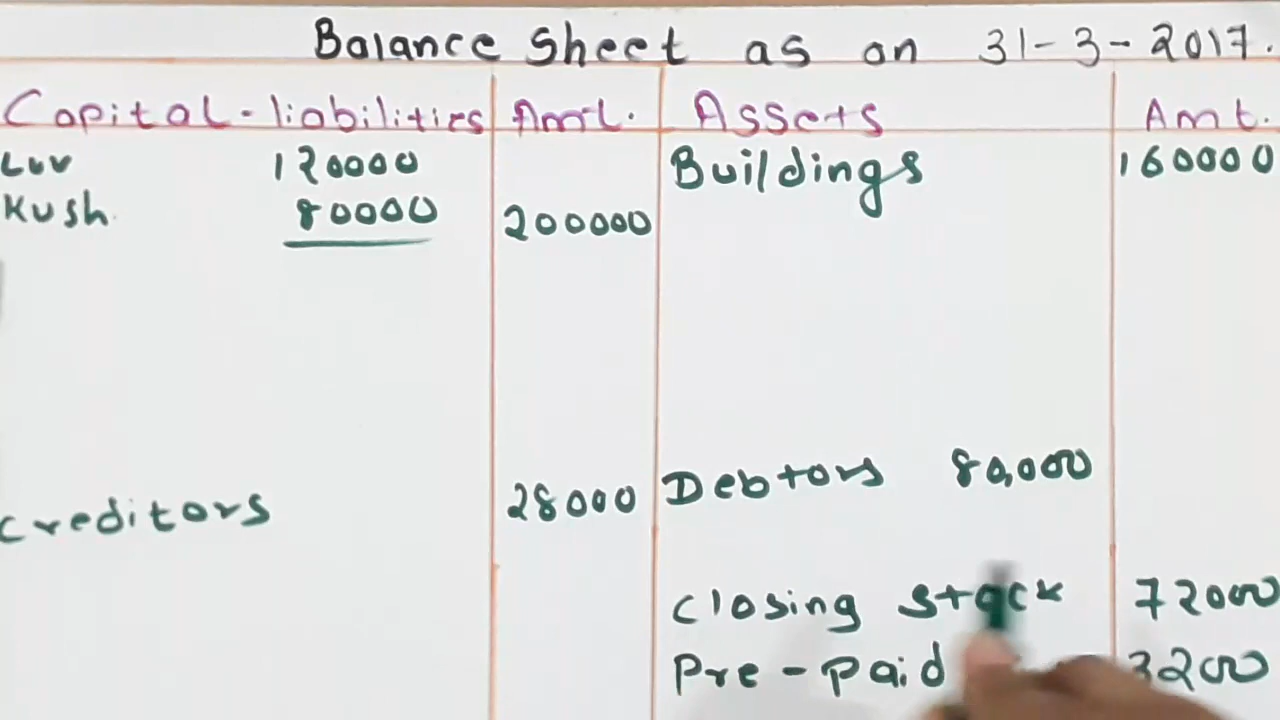 Balance Sheet as on 31-3-2017.
Capital-liabilities Amt. Assets Amt.
Luv 120000 Buildings 160000
Kush 80000 200000
Debtors 80,000
Creditors 28000
Closing stock 72000
Pre-paid 3200